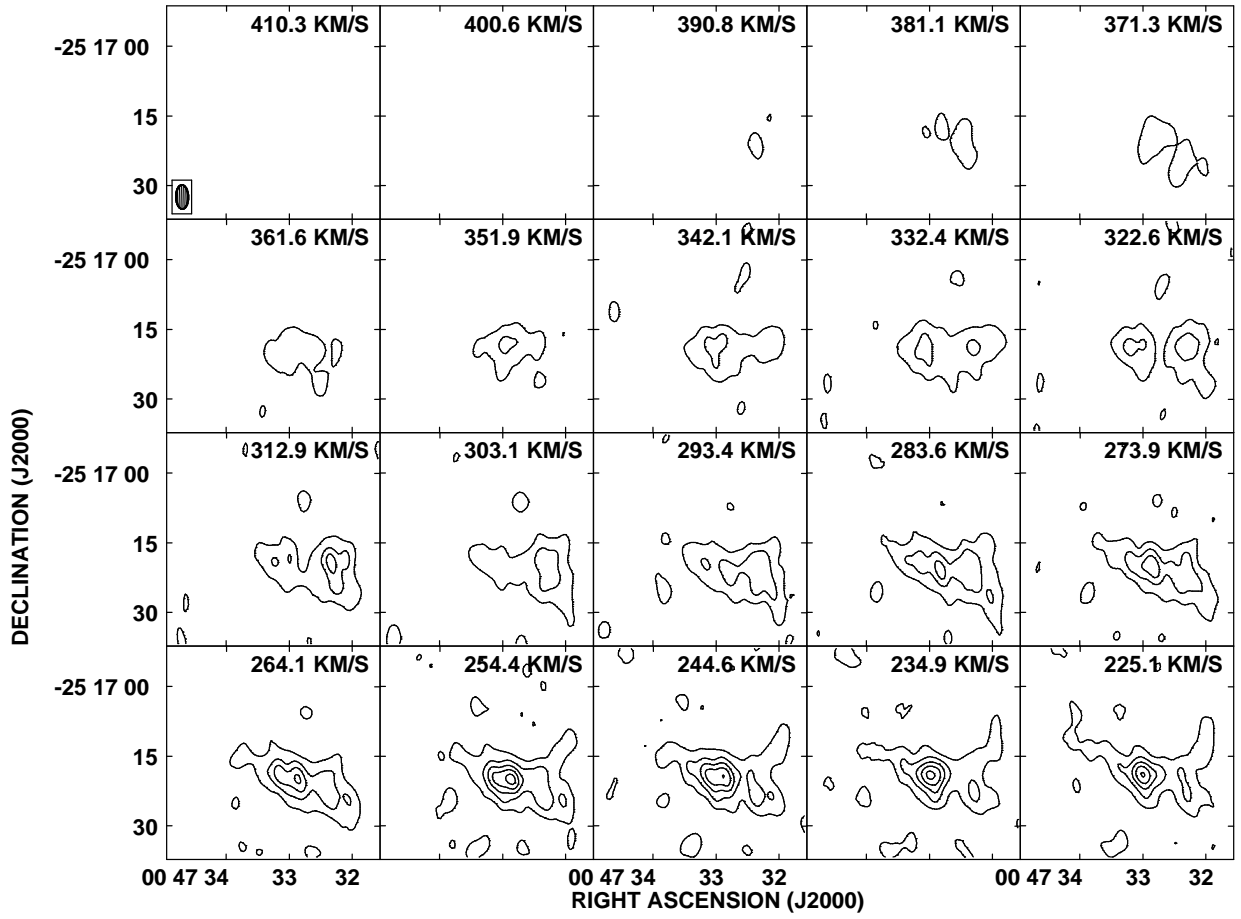 410.3 KM/S 400.6 KM/S 390.8 KM/S 381.1 KM/S 371.3 KM/S
-25 17 00
15
30
361.6 KM/S 351.9 KM/S 342.1 KM/S 332.4 KM/S 322.6 KM/S
-25 17 00
15
30
312.9 KM/S 303.1 KM/S 293.4 KM/S 283.6 KM/S 273.9 KM/S
-25 17 00
15
30
264.1 KM/S 254.4 KM/S 244.6 KM/S 234.9 KM/S 225.1 KM/S
-25 17 00
15
30
DECLINATION (J2000)
00 47 34 33 32 00 47 34 33 32 00 47 34 33 32
RIGHT ASCENSION (J2000)